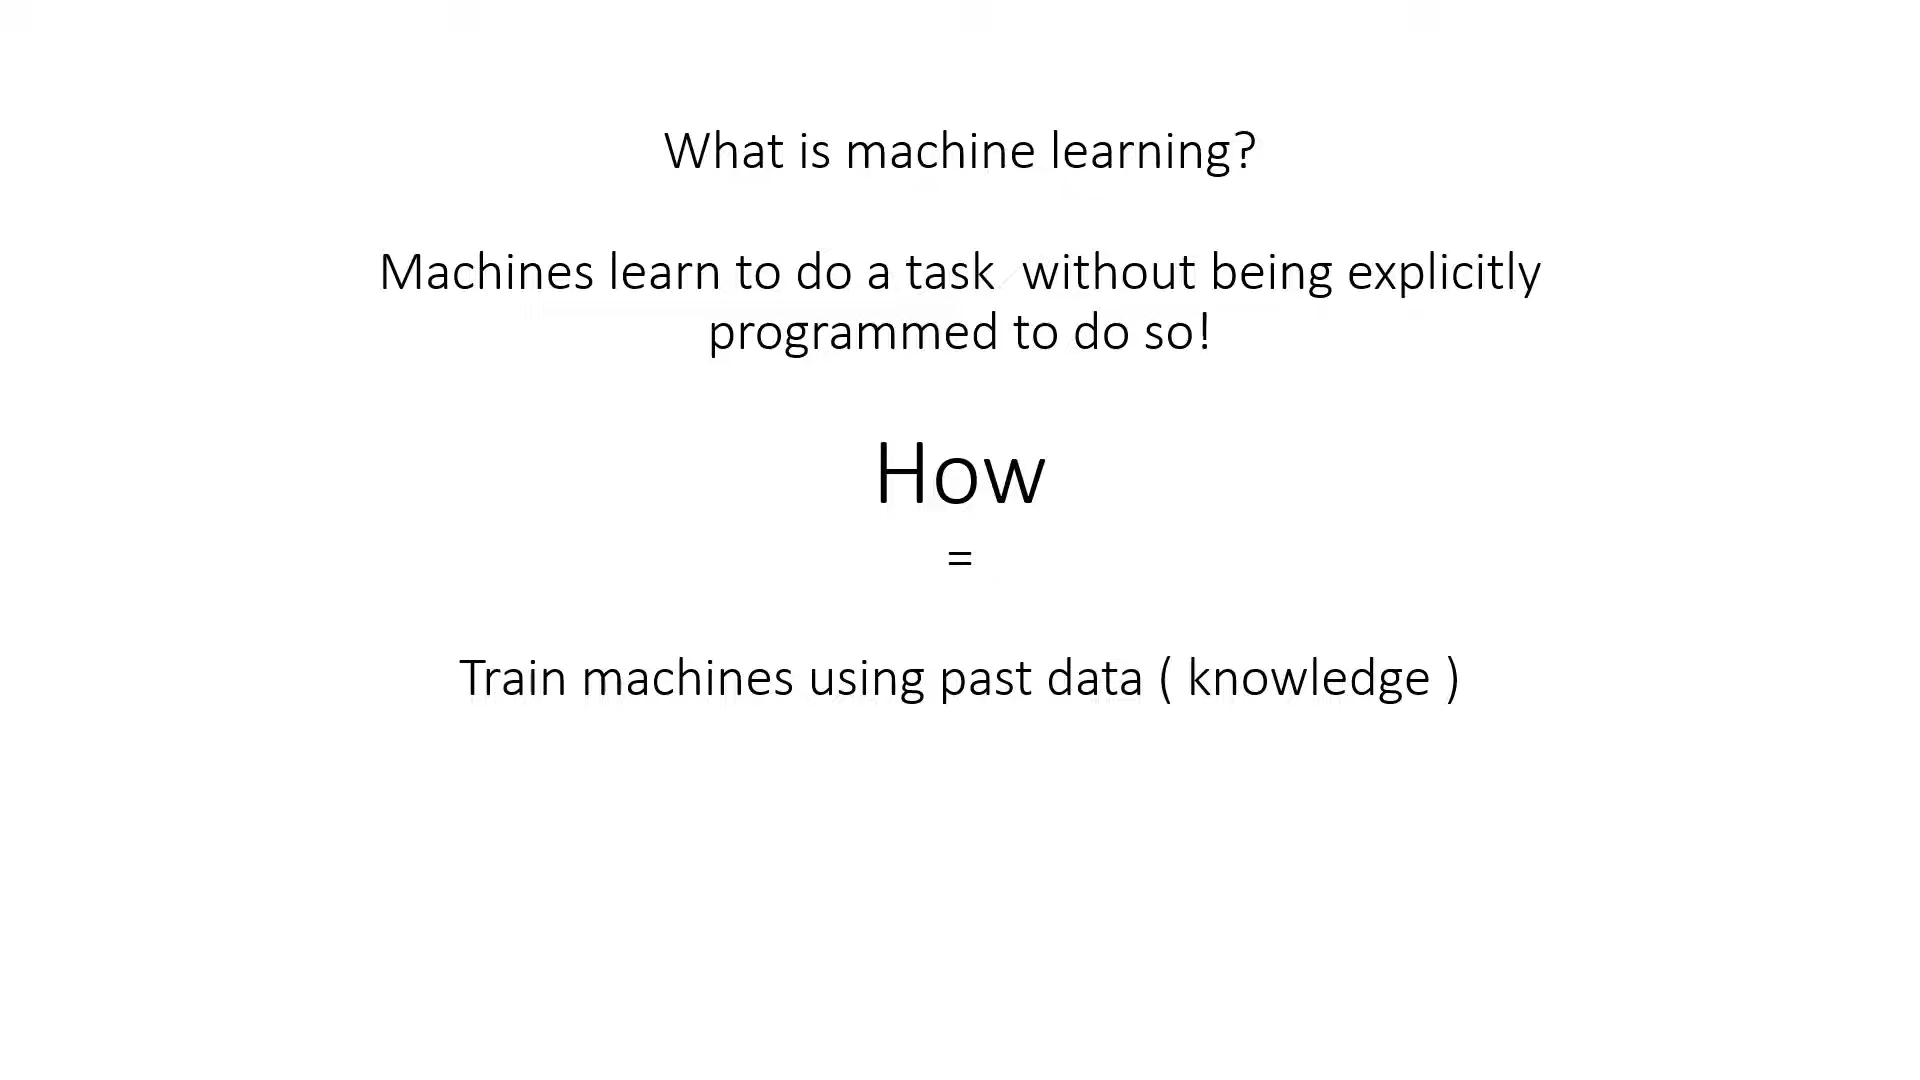 What is machine learning?
Machines learn to do a task without being explicitly
programmed to do so!
How
=
Train machines using past data ( knowledge )